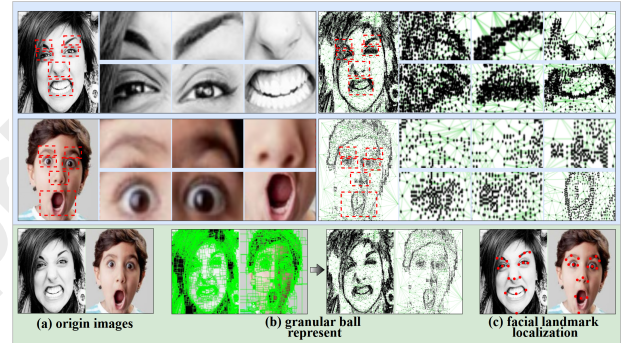 (a) origin images
(b) granular ball
represent
(c) facial landmark
localization